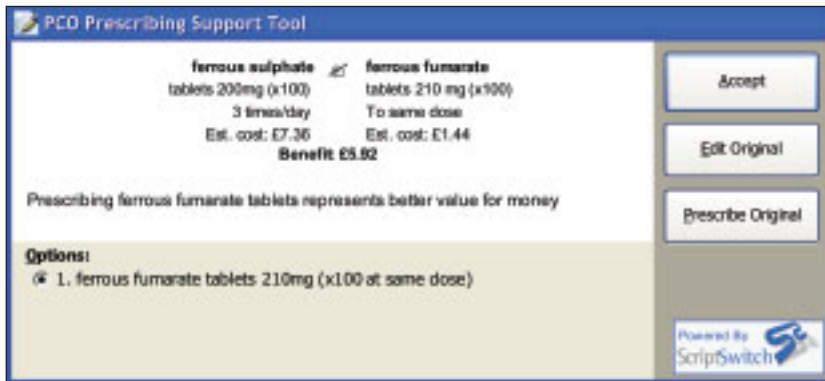 PCO Prescribing Support Tool
ferrous sulphate ferrous fumarate
tablets 200mg (x100) tablets 210 mg (x100)
3 times/day To same dose
Est. cost: £7.36 Est. cost: £1.44
Benefit £5.92
Prescribing ferrous fumarate tablets represents better value for money
Options:
1. ferrous fumarate tablets 210mg (x100 at same dose)
Accept
Edit Original
Prescribe Original
Powered By
ScriptSwitch